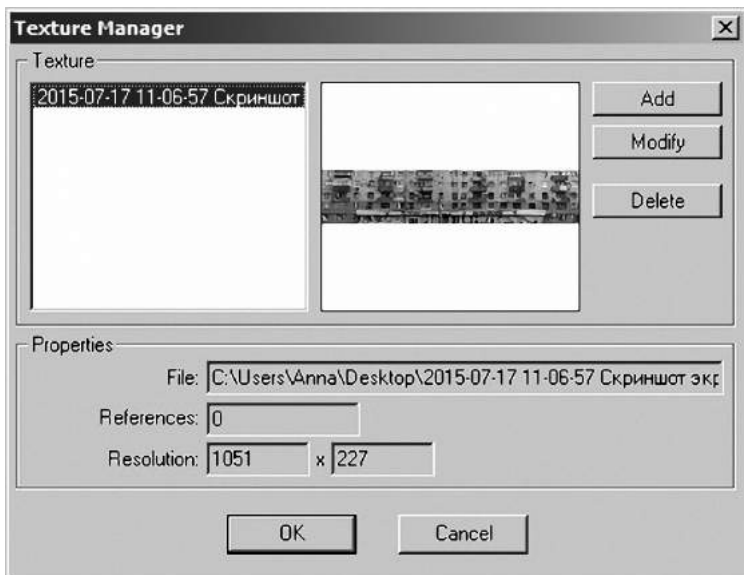 Texture Manager
Texture
2015-07-17 11-06-57 Скриншот
Add
Modify
Delete
Properties
File: C:\Users\Anna\Desktop\2015-07-17 11-06-57 Скриншот экр
References: 0
Resolution: 1051 x 227
OK
Cancel